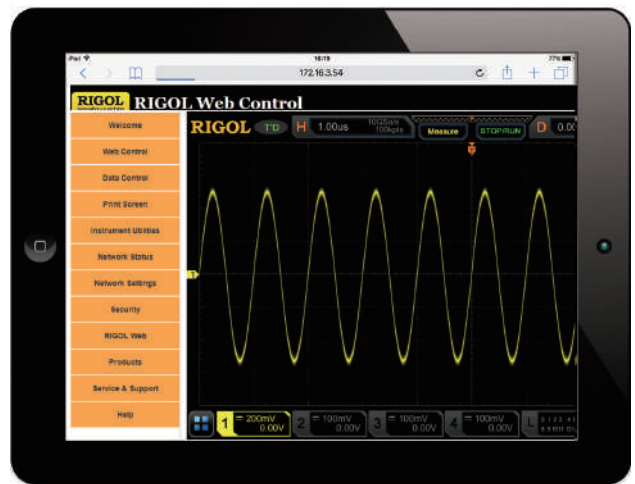 iPad
16:19
77%
172.16.3.54
RIGOL
RIGOL Web Control
Welcome
Web Control
Data Control
Print Screen
Instrument Utilities
Network Status
Network Settings
Security
RIGOL Web
Products
Service & Support
Help
RIGOL T'D H 1.00us 10GSa/s 100kpts Measure STOP/RUN D 0.00
T
1
1 200mV 0.00V
2 100mV 0.00V
3 100mV 0.00V
4 100mV 0.00V
L